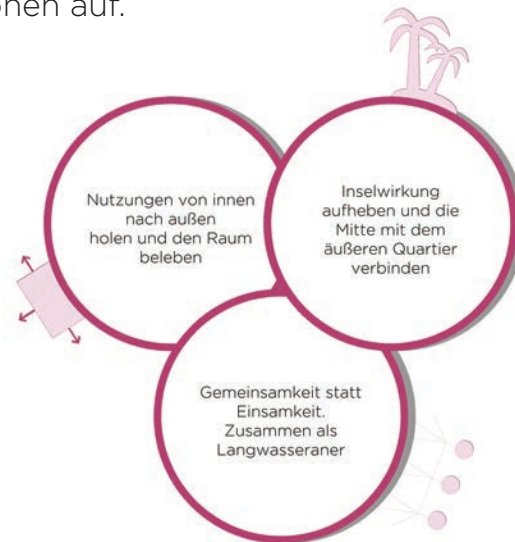 onen auf.
Nutzungen von innen
nach außen
holen und den Raum
beleben
Inselwirkung
aufheben und die
Mitte mit dem
äußeren Quartier
verbinden
Gemeinsamkeit statt
Einsamkeit.
Zusammen als
Langwasseraner